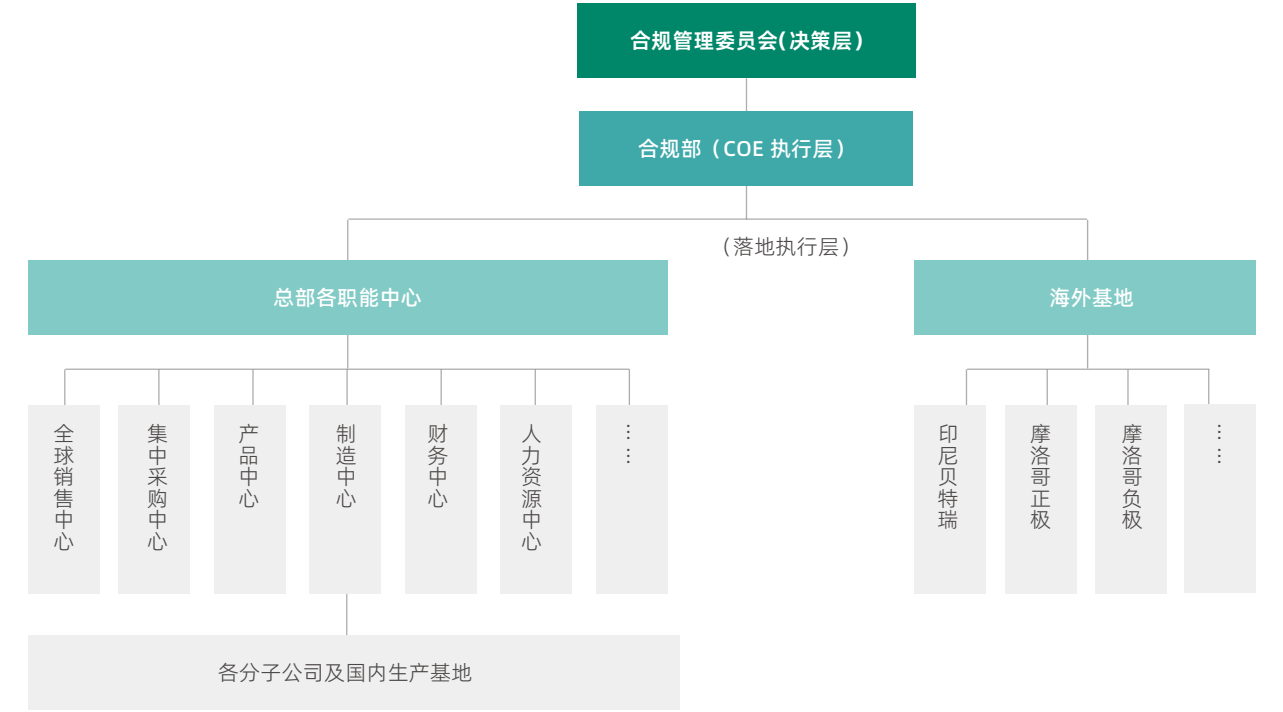 合规管理委员会(决策层)
合规部（COE 执行层）
（落地执行层）
总部各职能中心
海外基地
全球销售中心
集中采购中心
产品中心
制造中心
财务中心
人力资源中心
……
印尼贝特瑞
摩洛哥正极
摩洛哥负极
……
各分子公司及国内生产基地